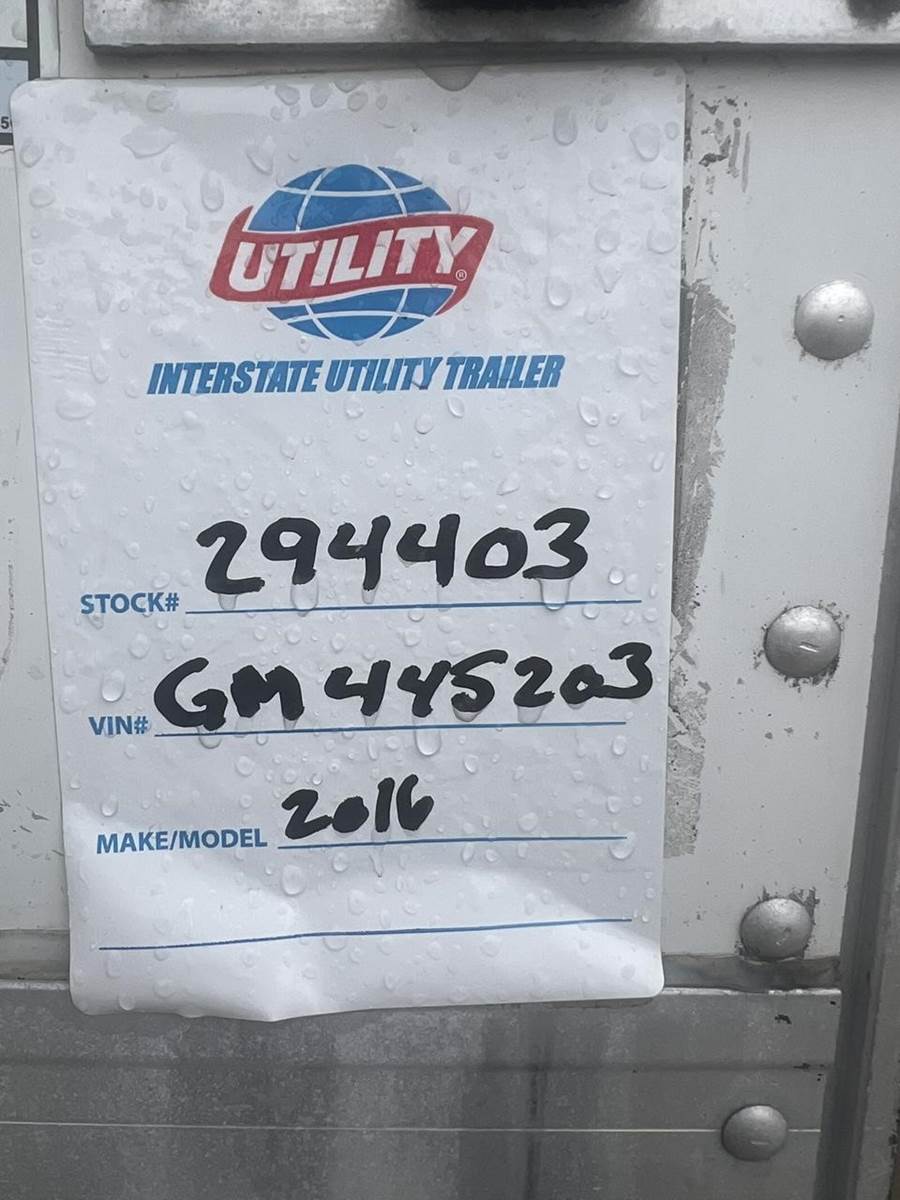 UTILITY®
INTERSTATE UTILITY TRAILER
STOCK# 294403
VIN# GM445203
MAKE/MODEL 2016